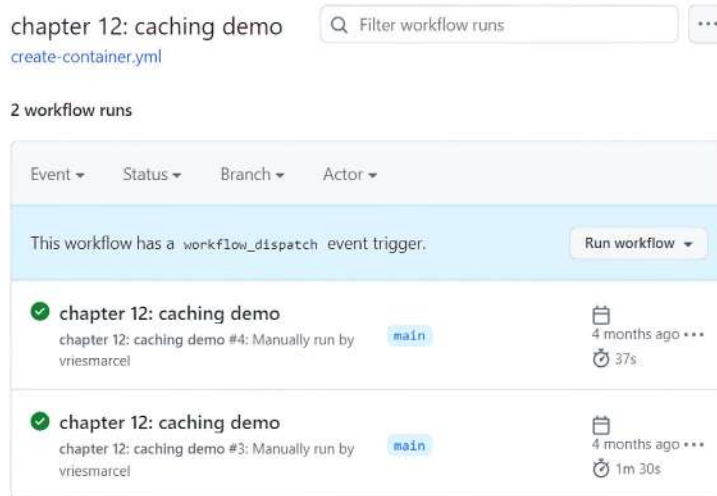 chapter 12: caching demo
Filter workflow runs
create-container.yml
2 workflow runs
Event Status Branch Actor
This workflow has a workflow_dispatch event trigger. Run workflow
chapter 12: caching demo
chapter 12: caching demo #4: Manually run by
vriesmarcel
main
4 months ago
37s
chapter 12: caching demo
chapter 12: caching demo #3: Manually run by
vriesmarcel
main
4 months ago
1m 30s